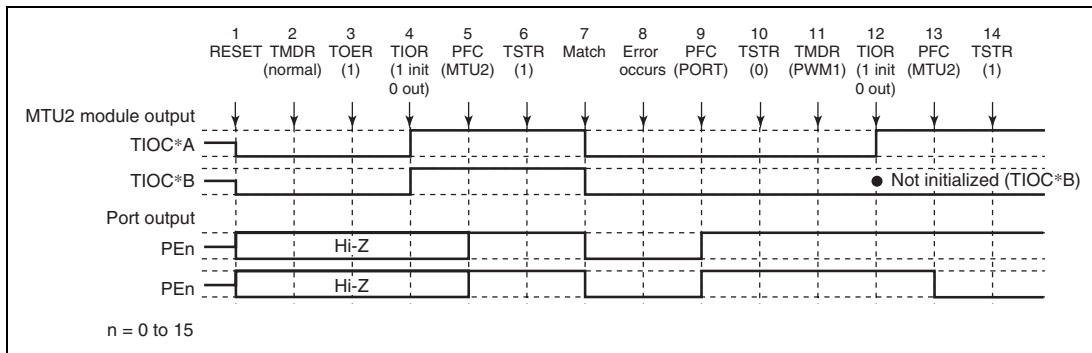 1 2 3 4 5 6 7 8 9 10 11 12 13 14
RESET TMDR TOER TIOR PFC TSTR Match Error PFC TSTR TMDR TIOR PFC TSTR
(normal) (1) (1 init (MTU2) (1) occurs (PORT) (0) (PWM1) (1 init (MTU2) (1)
0 out) 0 out)
MTU2 module output
TIOC*A
TIOC*B
● Not initialized (TIOC*B)
Port output
PEn Hi-Z
PEn Hi-Z
n = 0 to 15